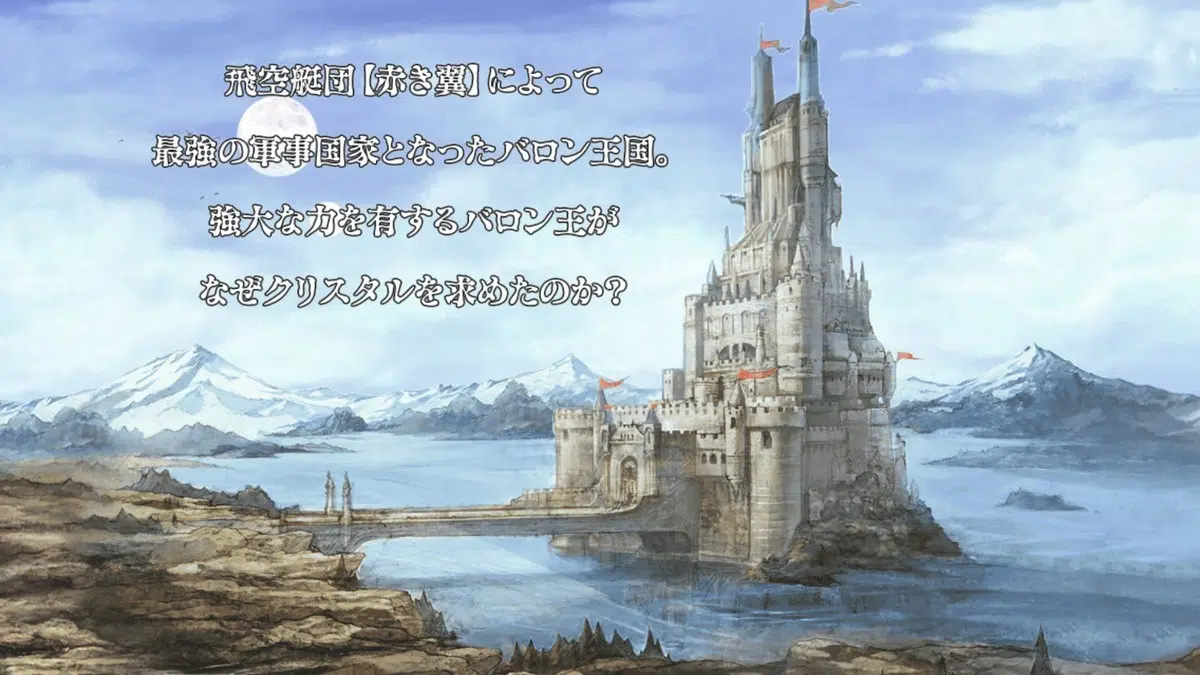 飛空艇団【赤き翼】によって
最強の軍事国家となったバロン王国。
強大な力を有するバロン王が
なぜクリスタルを求めたのか？